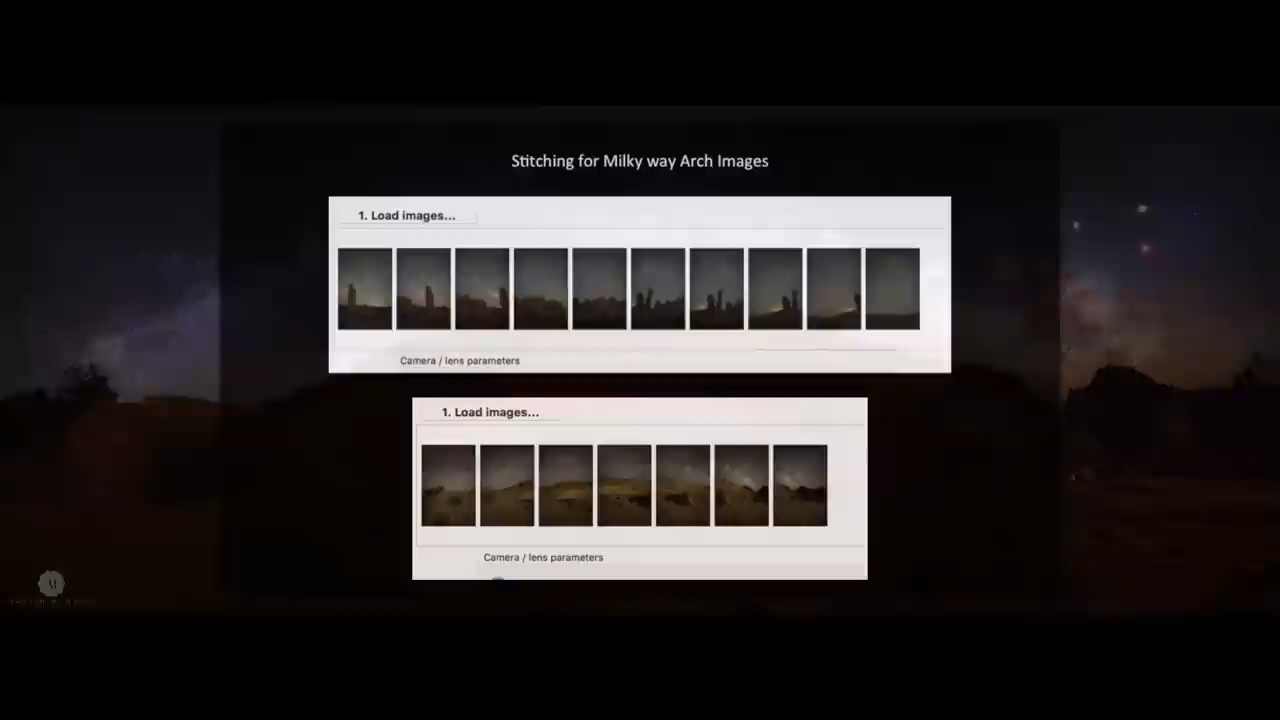 Stitching for Milky way Arch Images
1. Load images...
Camera / lens parameters
1. Load images...
Camera / lens parameters